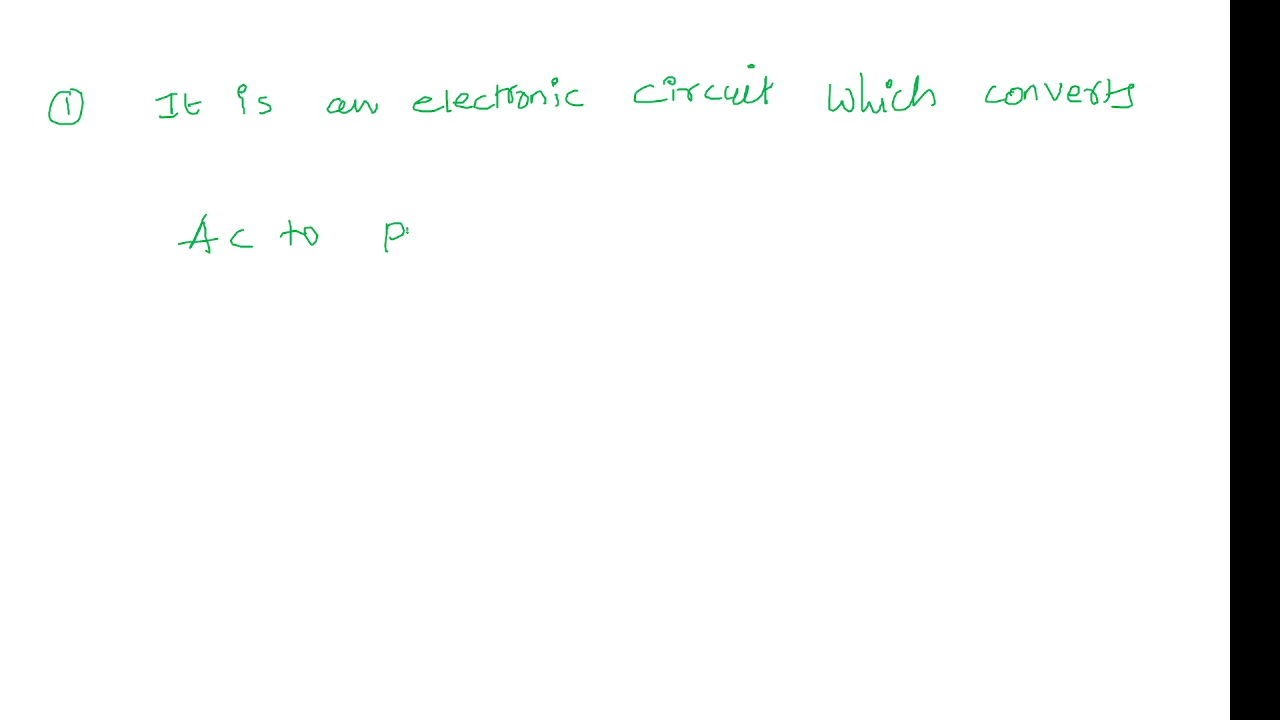 ① It is an electronic circuit which converts
Ac to p